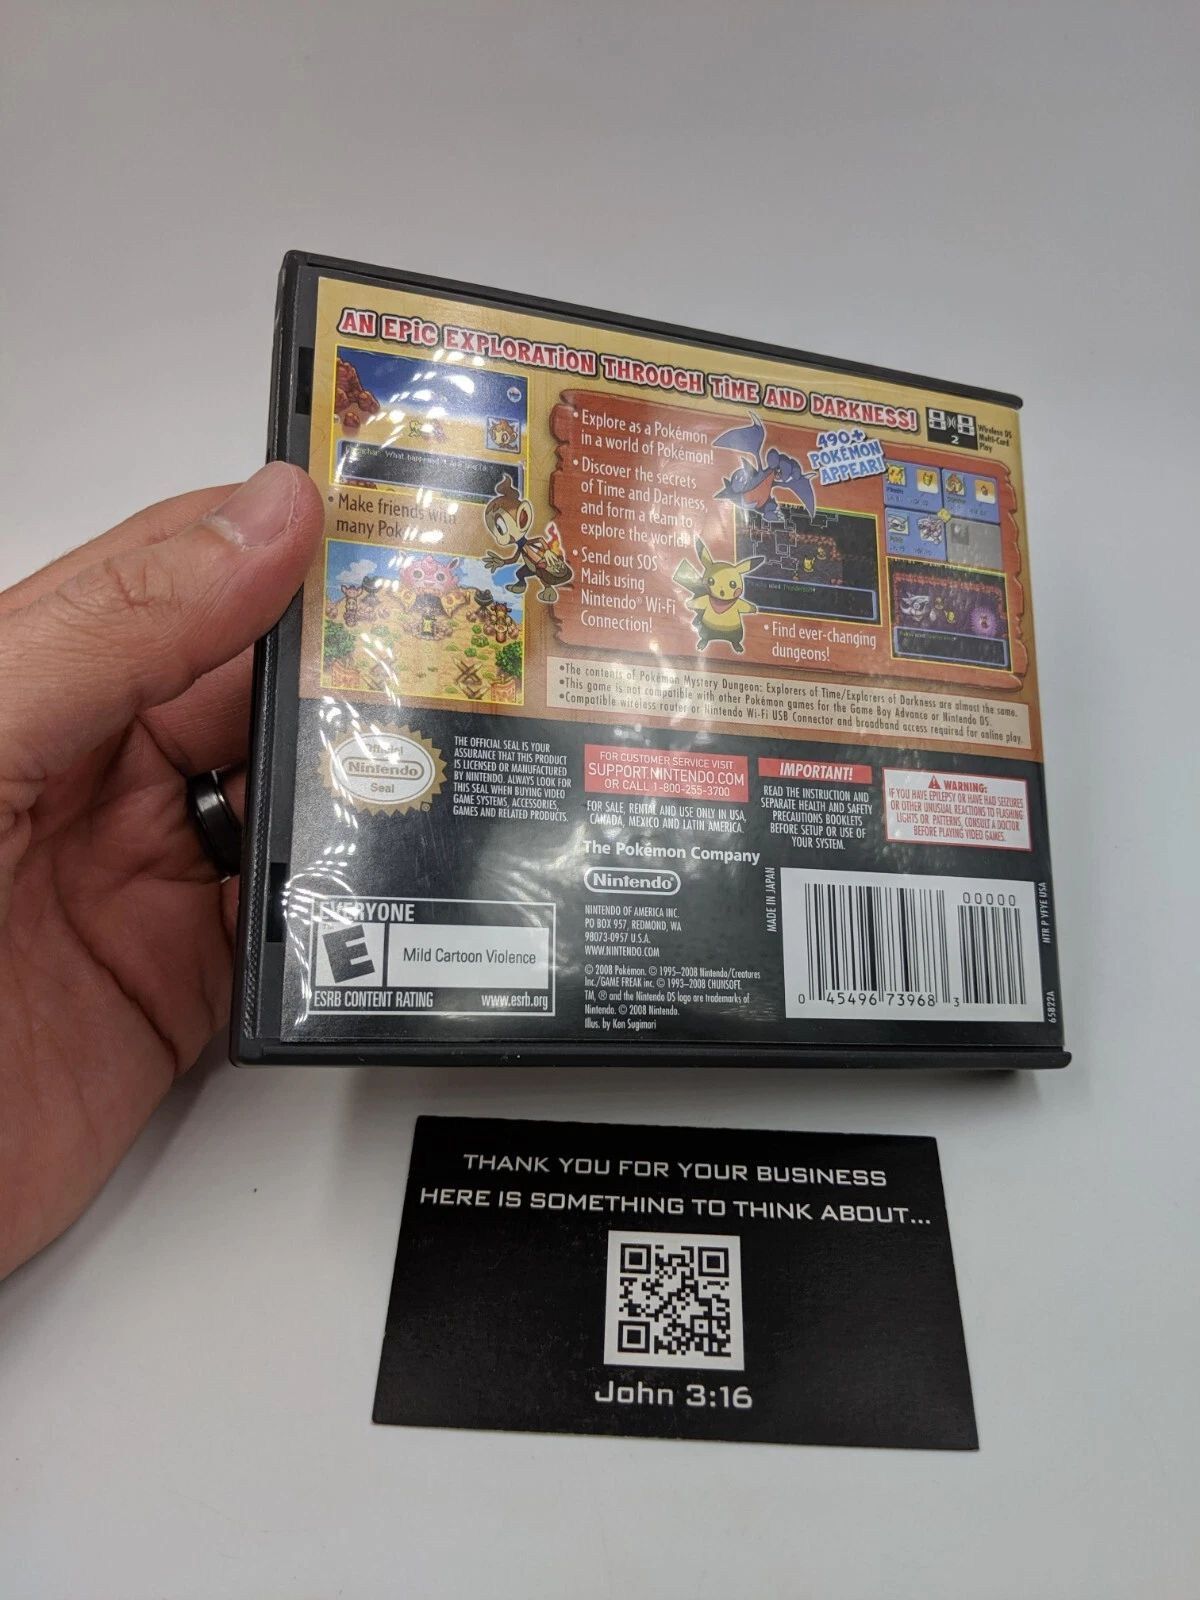 AN EPIC EXPLORATION THROUGH TIME AND DARKNESS!
2
Wireless DS
Multi-Card
Play
What happened?
• Make friends with
many Pok
• Explore as a Pokémon
in a world of Pokémon!
• Discover the secrets
of Time and Darkness,
and form a team to
explore the world!
• Send out SOS
Mails using
Nintendo® Wi-Fi
Connection!
490+
POKÉMON
APPEAR!
• Find ever-changing
dungeons!
•The contents of Pokémon Mystery Dungeon: Explorers of Time/Explorers of Darkness are almost the same.
•This game is not compatible with other Pokémon games for the Game Boy Advance or Nintendo DS.
•Compatible wireless router or Nintendo Wi-Fi USB Connector and broadband access required for online play.
Official
Nintendo
Seal
®
THE OFFICIAL SEAL IS YOUR
ASSURANCE THAT THIS PRODUCT
IS LICENSED OR MANUFACTURED
BY NINTENDO. ALWAYS LOOK FOR
THIS SEAL WHEN BUYING VIDEO
GAME SYSTEMS, ACCESSORIES,
GAMES AND RELATED PRODUCTS.
FOR CUSTOMER SERVICE VISIT
SUPPORT.NINTENDO.COM
OR CALL 1-800-255-3700
FOR SALE, RENTAL AND USE ONLY IN USA,
CANADA, MEXICO AND LATIN AMERICA.
IMPORTANT!
READ THE INSTRUCTION AND
SEPARATE HEALTH AND SAFETY
PRECAUTIONS BOOKLETS
BEFORE SETUP OR USE OF
YOUR SYSTEM.
WARNING:
IF YOU HAVE EPILEPSY OR HAVE HAD SEIZURES
OR OTHER UNUSUAL REACTIONS TO FLASHING
LIGHTS OR PATTERNS, CONSULT A DOCTOR
BEFORE PLAYING VIDEO GAMES.
The Pokémon Company
Nintendo®
NINTENDO OF AMERICA INC.
PO BOX 957, REDMOND, WA
98073-0957 U.S.A.
WWW.NINTENDO.COM
© 2008 Pokémon. © 1995–2008 Nintendo/Creatures
Inc./GAME FREAK inc. © 1993–2008 CHUNSOFT.
TM, ® and the Nintendo DS logo are trademarks of
Nintendo. © 2008 Nintendo.
Illus. by Ken Sugimori
EVERYONE
TM
E
Mild Cartoon Violence
ESRB CONTENT RATING www.esrb.org
MADE IN JAPAN
00000
0 45496 73968 3
NTR P YFYE USA
65822A
THANK YOU FOR YOUR BUSINESS
HERE IS SOMETHING TO THINK ABOUT...
John 3:16